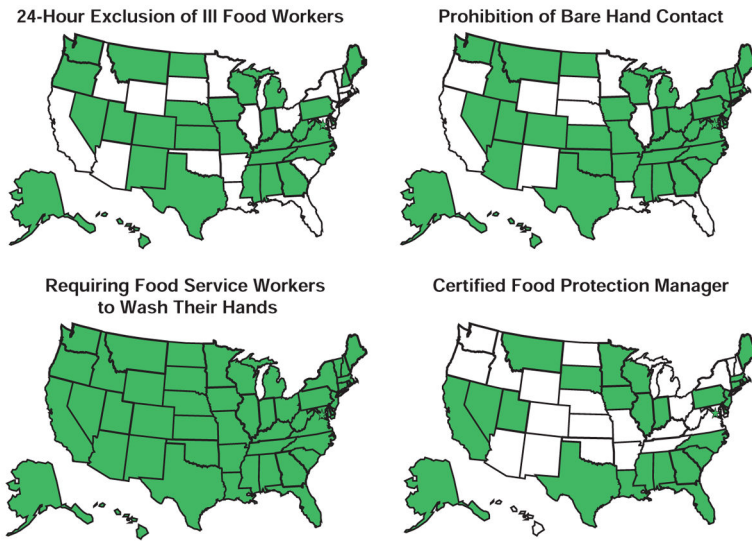 24-Hour Exclusion of Ill Food Workers
Prohibition of Bare Hand Contact
Requiring Food Service Workers
to Wash Their Hands
Certified Food Protection Manager